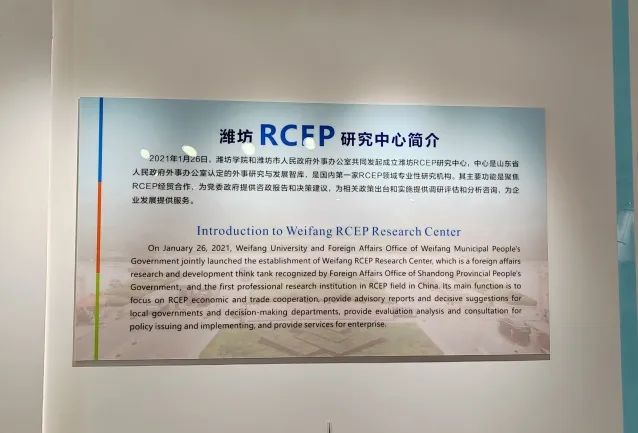 潍坊 RCEP 研究中心简介
2021年1月26日，潍坊学院和潍坊市人民政府外事办公室共同发起成立潍坊RCEP研究中心，中心是山东省
人民政府外事办公室认定的外事研究与发展智库，是国内第一家RCEP领域专业性研究机构，其主要功能是聚焦
RCEP经贸合作，为党委政府提供咨政报告和决策建议，为相关政策出台和实施提供调研评估和分析咨询，为企
业发展提供服务。
Introduction to Weifang RCEP Research Center
On January 26, 2021, Weifang University and Foreign Affairs Office of Weifang Municipal People's
Government jointly launched the establishment of Weifang RCEP Research Center, which is a foreign affairs
research and development think tank recognized by Foreign Affairs Office of Shandong Provincial People's
Government, and the first professional research institution in RCEP field in China. Its main function is to
focus on RCEP economic and trade cooperation, provide advisory reports and decisive suggestions for
local governments and decision-making departments, provide evaluation analysis and consultation for
policy issuing and implementing, and provide services for enterprise.